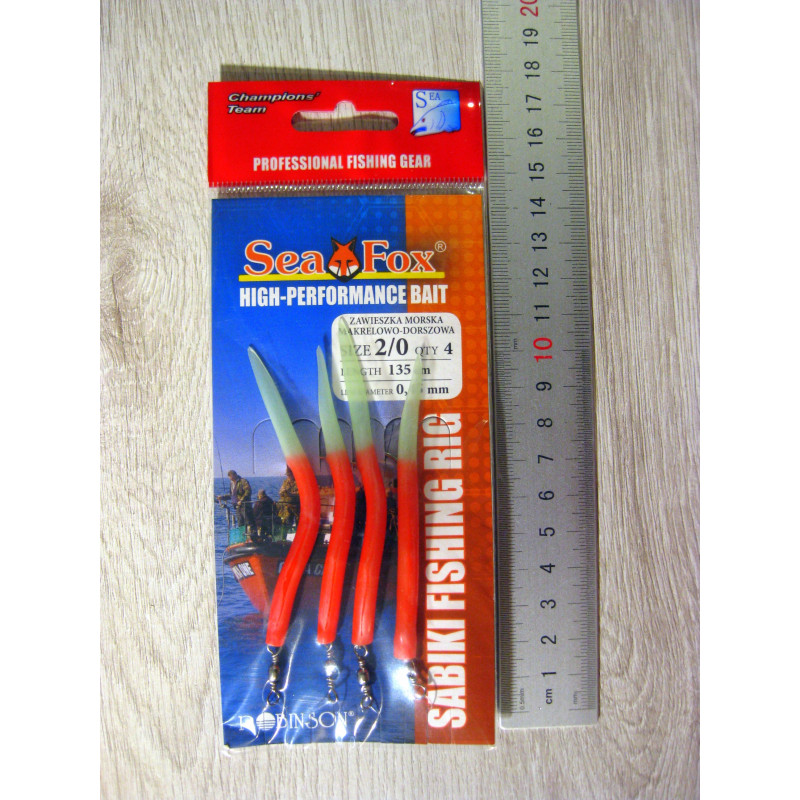 Champions'
Team
SEA
PROFESSIONAL FISHING GEAR
Sea Fox®
HIGH-PERFORMANCE BAIT
ZAWIESZKA MORSKA
MAKRELOWO-DORSZOWA
SIZE 2/0 QTY 4
LENGTH 135 cm
mm
SABIKI FISHING RIG
ROBINSON®
20
19
18
17
16
15
14
13
12
11
10
9
8
7
6
5
4
3
2
1
cm